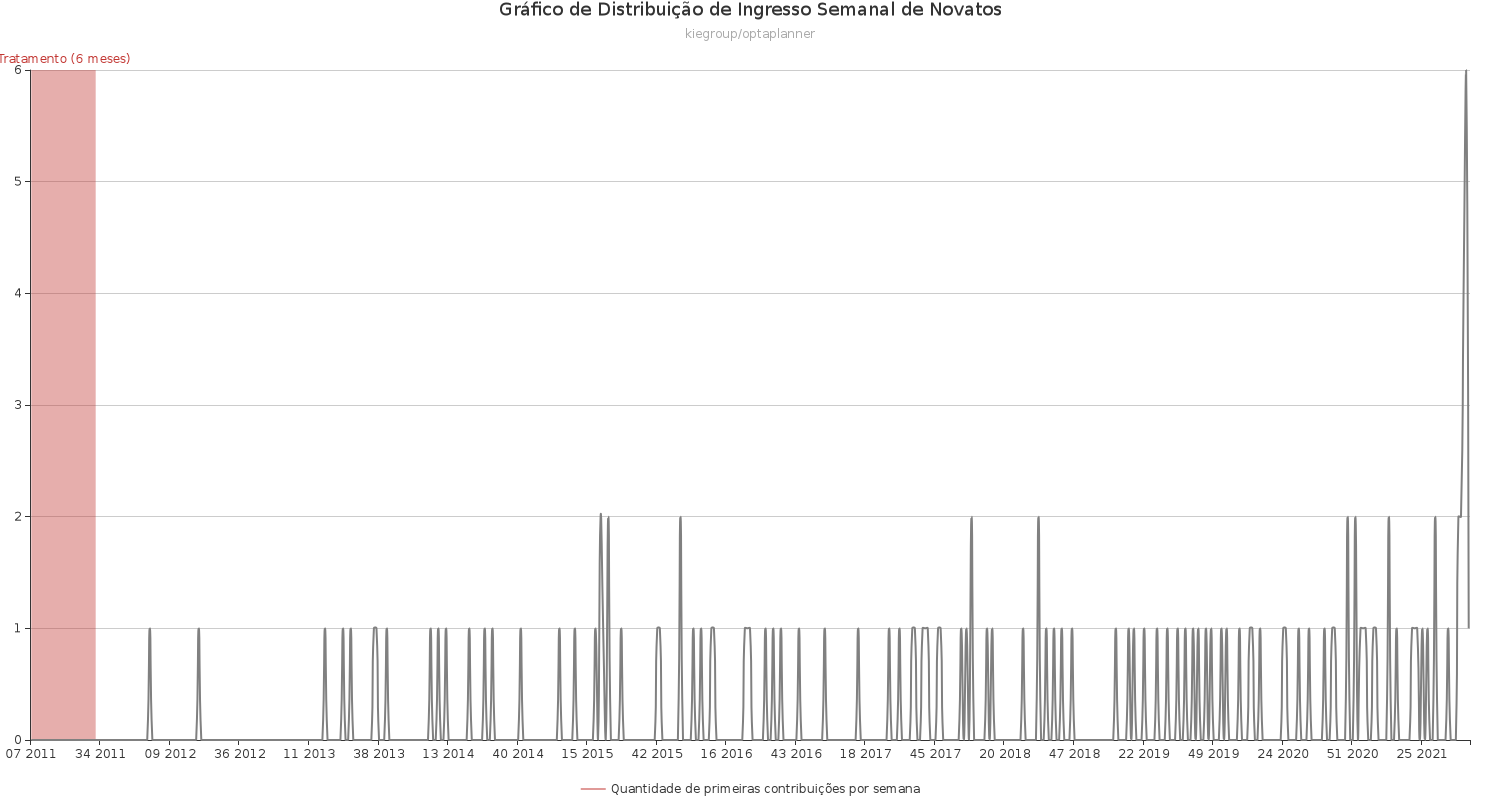 Gráfico de Distribuição de Ingresso Semanal de Novatos
kiegroup/optaplanner
Tratamento (6 meses)
6
5
4
3
2
1
0
07 2011 34 2011 09 2012 36 2012 11 2013 38 2013 13 2014 40 2014 15 2015 42 2015 16 2016 43 2016 18 2017 45 2017 20 2018 47 2018 22 2019 49 2019 24 2020 51 2020 25 2021
Quantidade de primeiras contribuições por semana